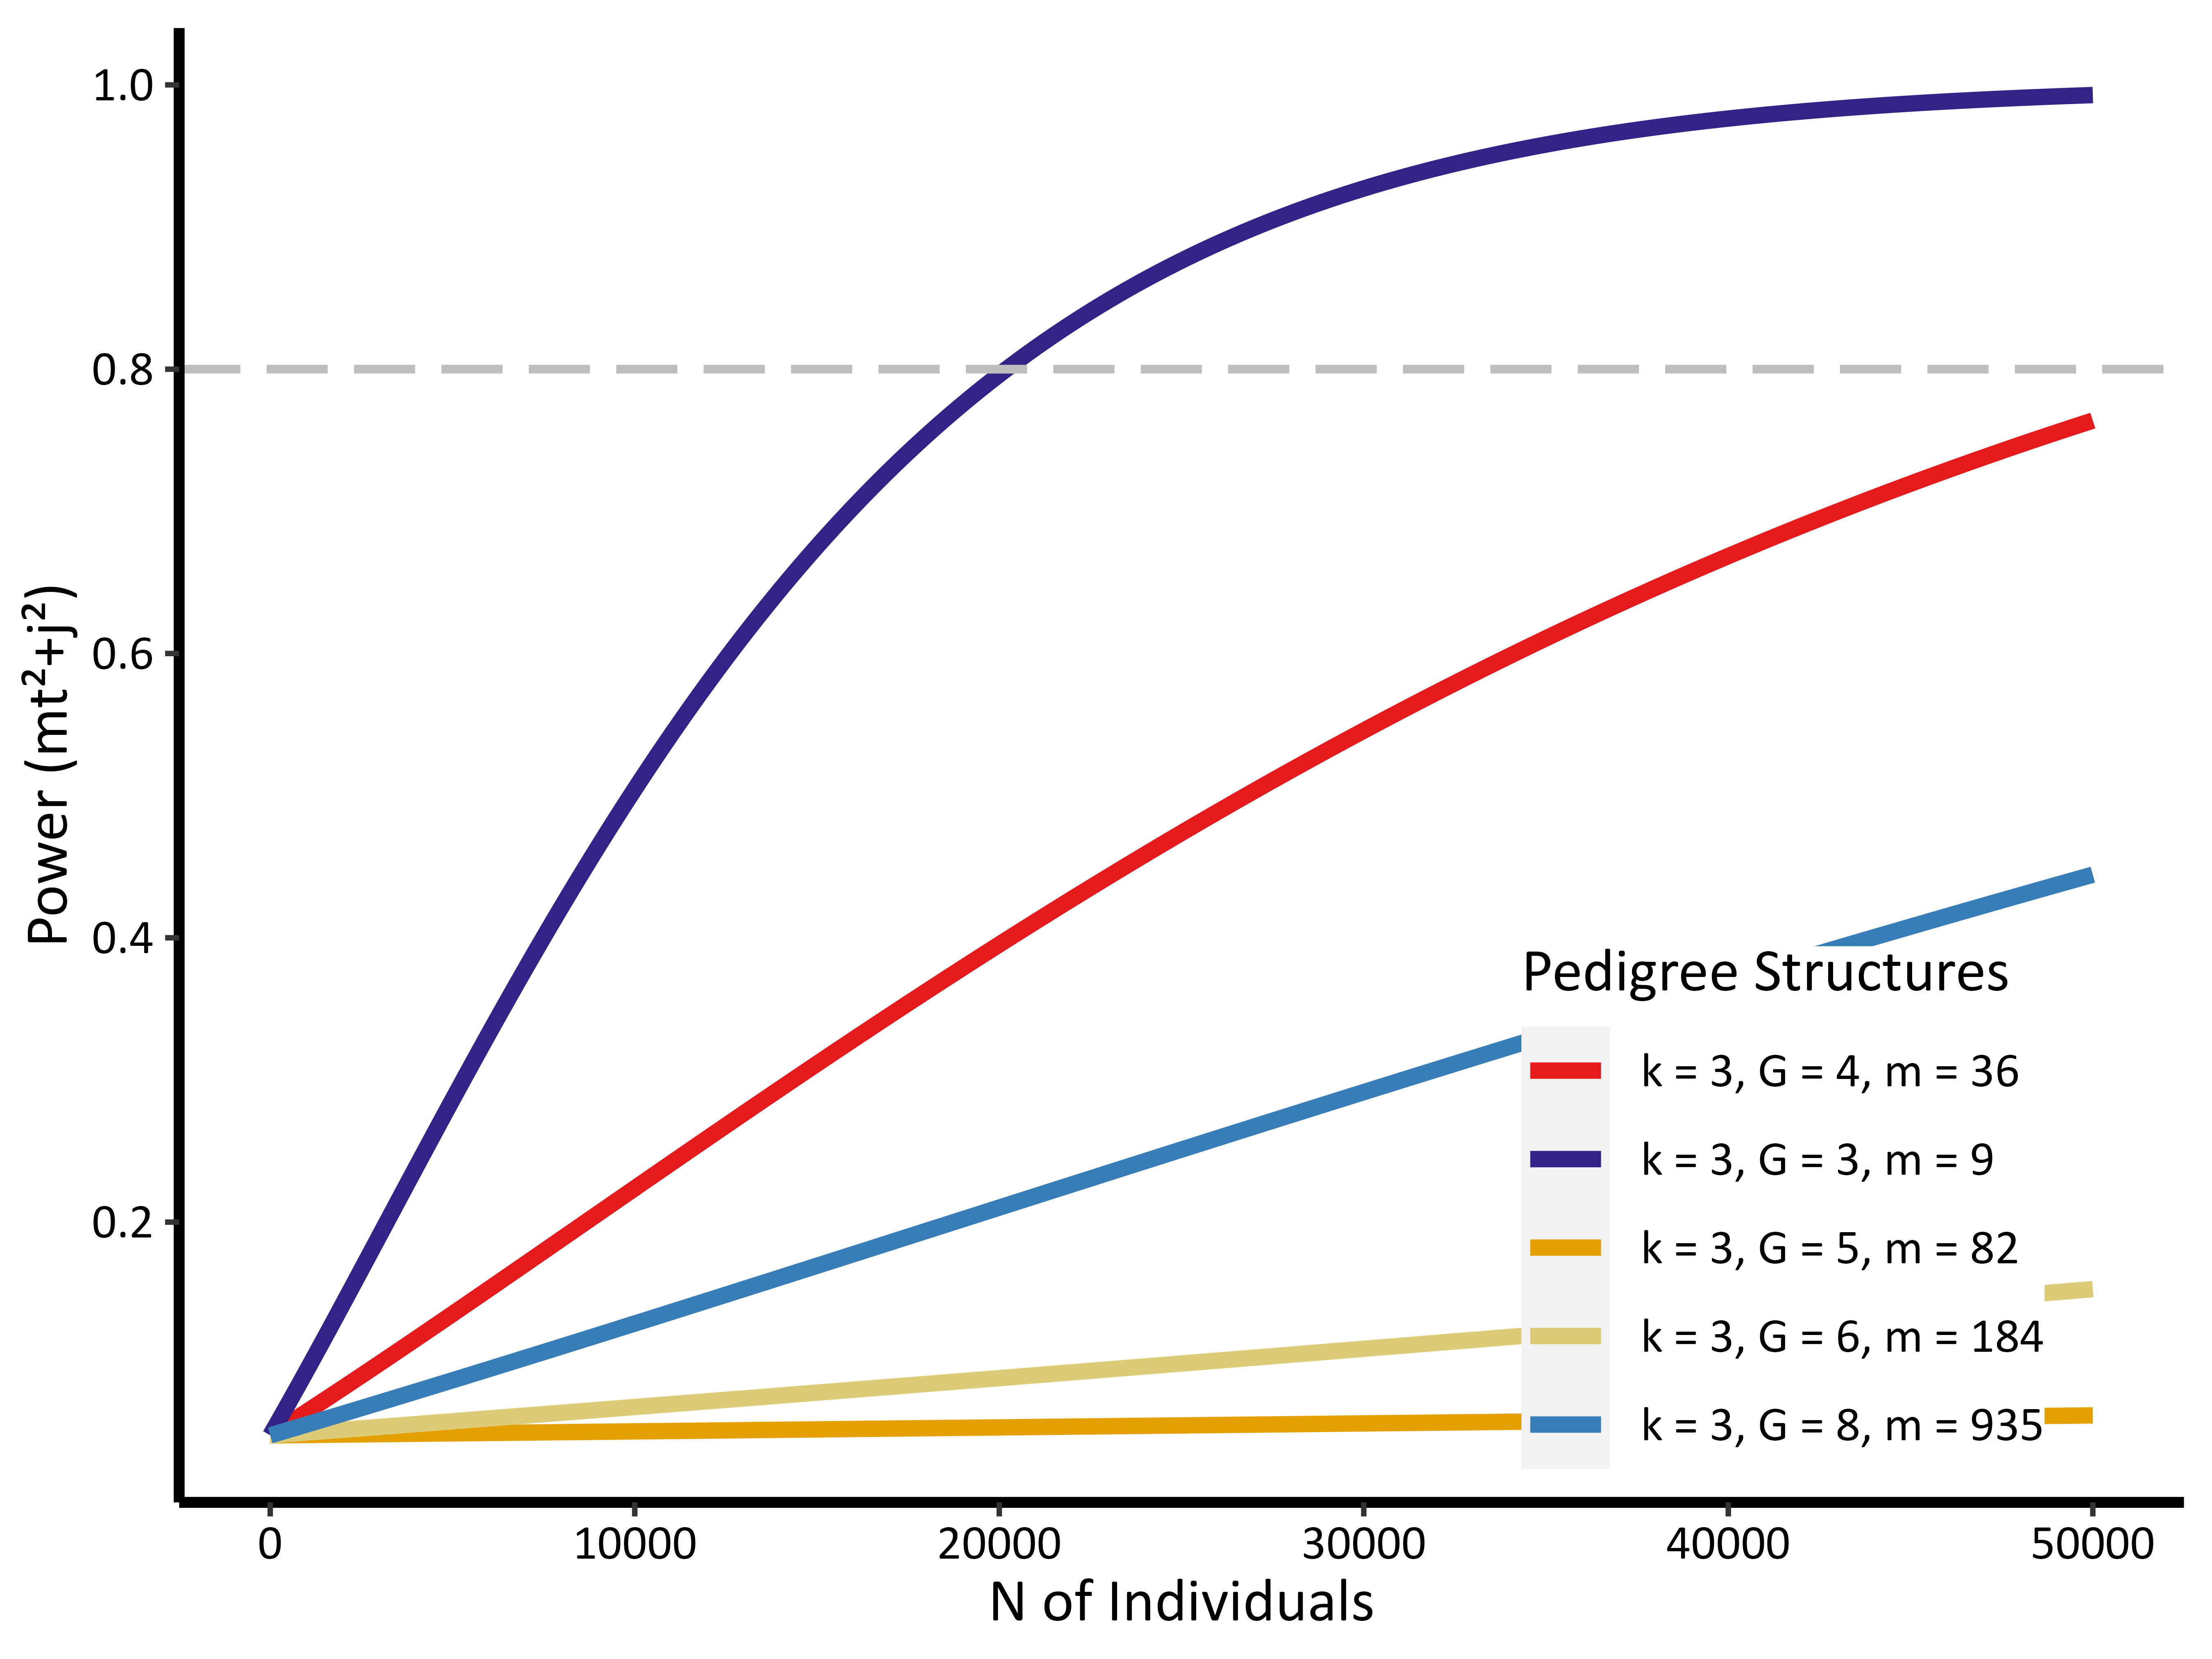 Power (mt²+j²)
1.0
0.8
0.6
0.4
0.2
Pedigree Structures
k = 3, G = 4, m = 36
k = 3, G = 3, m = 9
k = 3, G = 5, m = 82
k = 3, G = 6, m = 184
k = 3, G = 8, m = 935
0 10000 20000 30000 40000 50000
N of Individuals